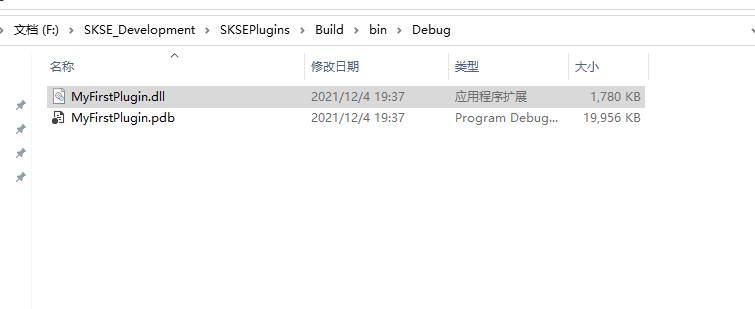 文档 (F:) > SKSE_Development > SKSEPlugins > Build > bin > Debug
名称 修改日期 类型 大小
MyFirstPlugin.dll 2021/12/4 19:37 应用程序扩展 1,780 KB
MyFirstPlugin.pdb 2021/12/4 19:37 Program Debug... 19,956 KB